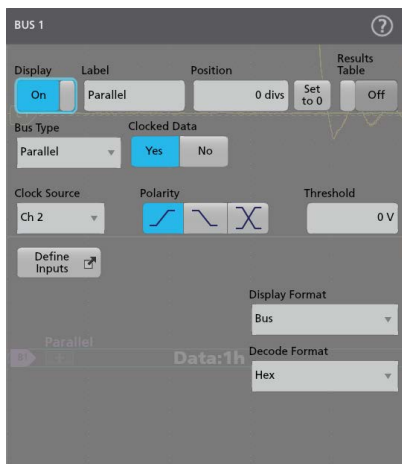 BUS 1
?
Display
Label
Position
Results Table
On
Parallel
0 divs
Set to 0
Off
Bus Type
Clocked Data
Parallel
Yes
No
Clock Source
Polarity
Threshold
Ch 2
0 V
Define Inputs
Display Format
Bus
Parallel
B1
Data:1h
Decode Format
Hex